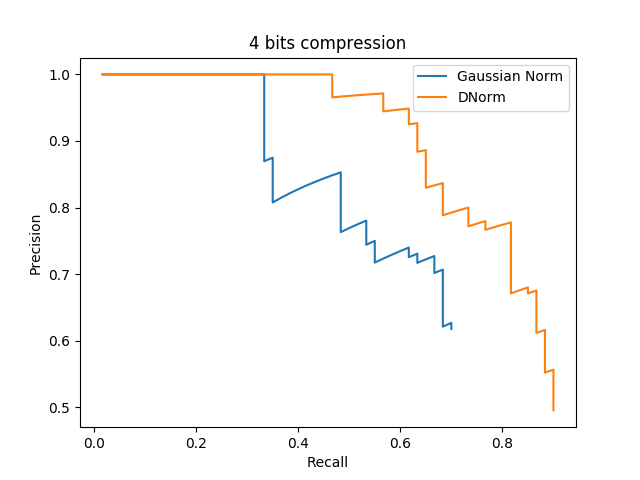 4 bits compression
Gaussian Norm
DNorm
1.0
0.9
0.8
0.7
0.6
0.5
Precision
0.0 0.2 0.4 0.6 0.8
Recall